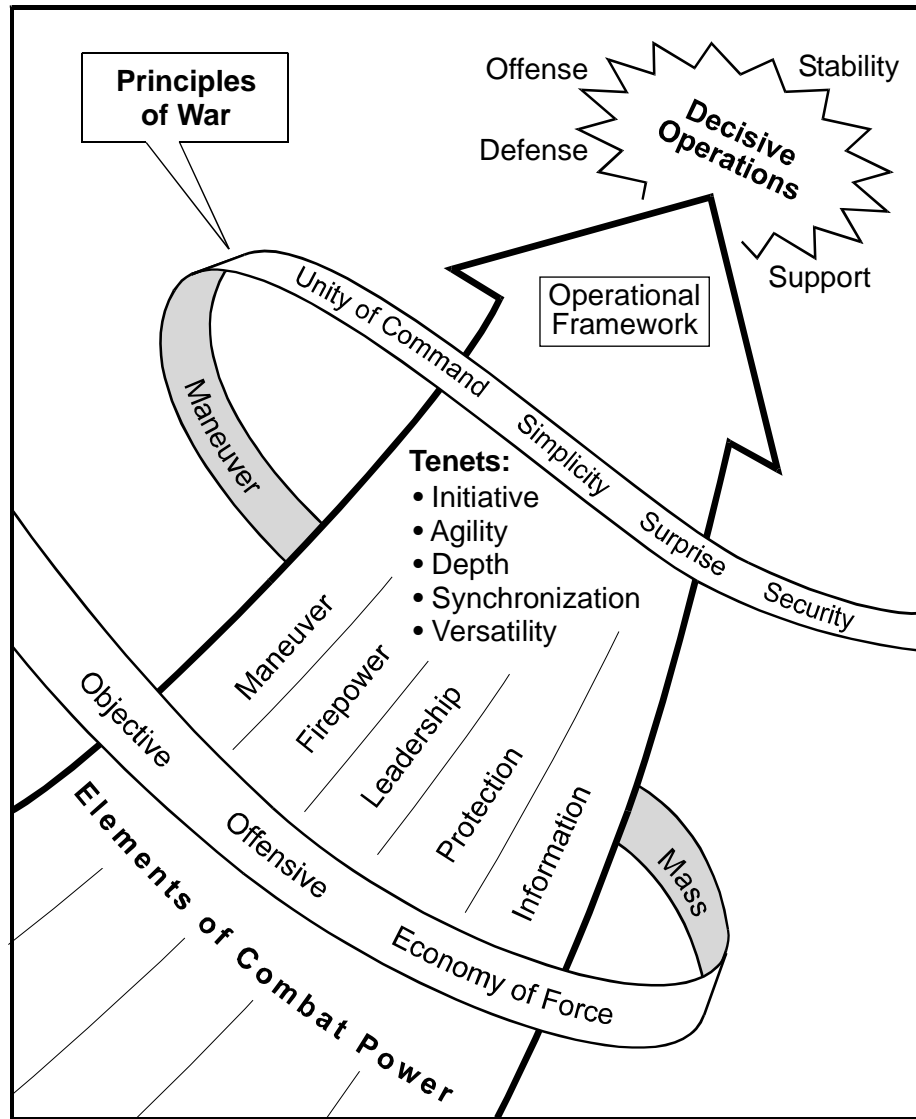 Principles
of War
Offense
Stability
Decisive
Operations
Defense
Support
Operational
Framework
Unity of Command
Simplicity
Surprise
Security
Maneuver
Tenets:
• Initiative
• Agility
• Depth
• Synchronization
• Versatility
Maneuver
Firepower
Leadership
Protection
Information
Objective
Offensive
Economy of Force
Mass
Elements of Combat Power